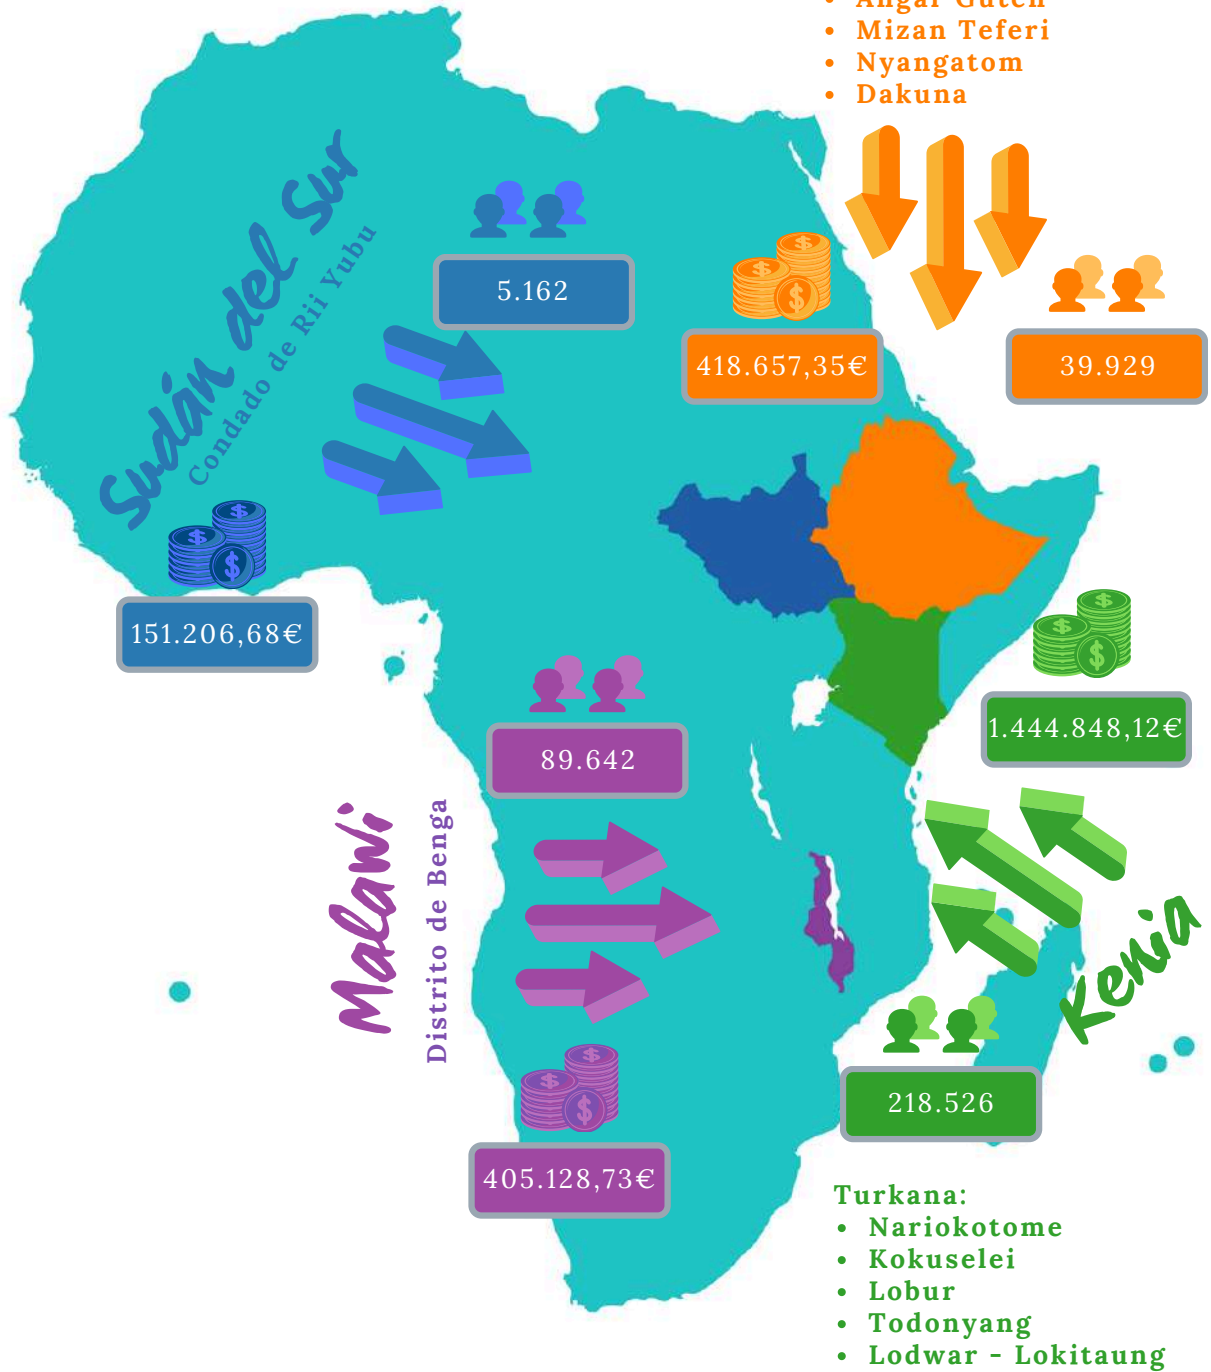 Angar Guten
Mizan Teferi
Nyangatom
Dakuna
Sudán del Sur
Condado de Rii Yubu
5.162
418.657,35€
39.929
151.206,68€
1.444.848,12€
89.642
Malawi
Distrito de Benga
Kenia
218.526
405.128,73€
Turkana:
Nariokotome
Kokuselei
Lobur
Todonyang
Lodwar - Lokitaung